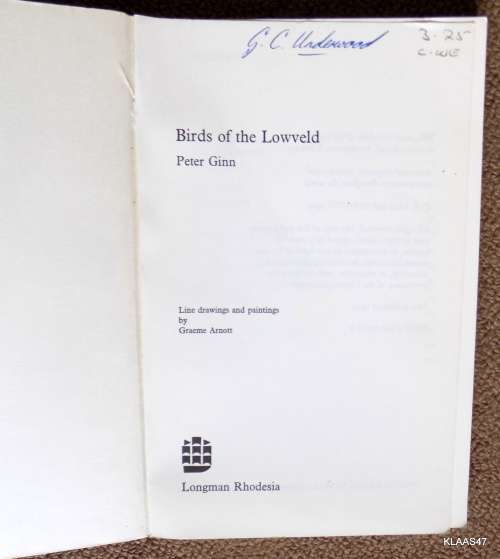 G. C. Underwood
3-25
C-WE
Birds of the Lowveld
Peter Ginn
Line drawings and paintings
by
Graeme Arnott
Longman Rhodesia
KLAAS47